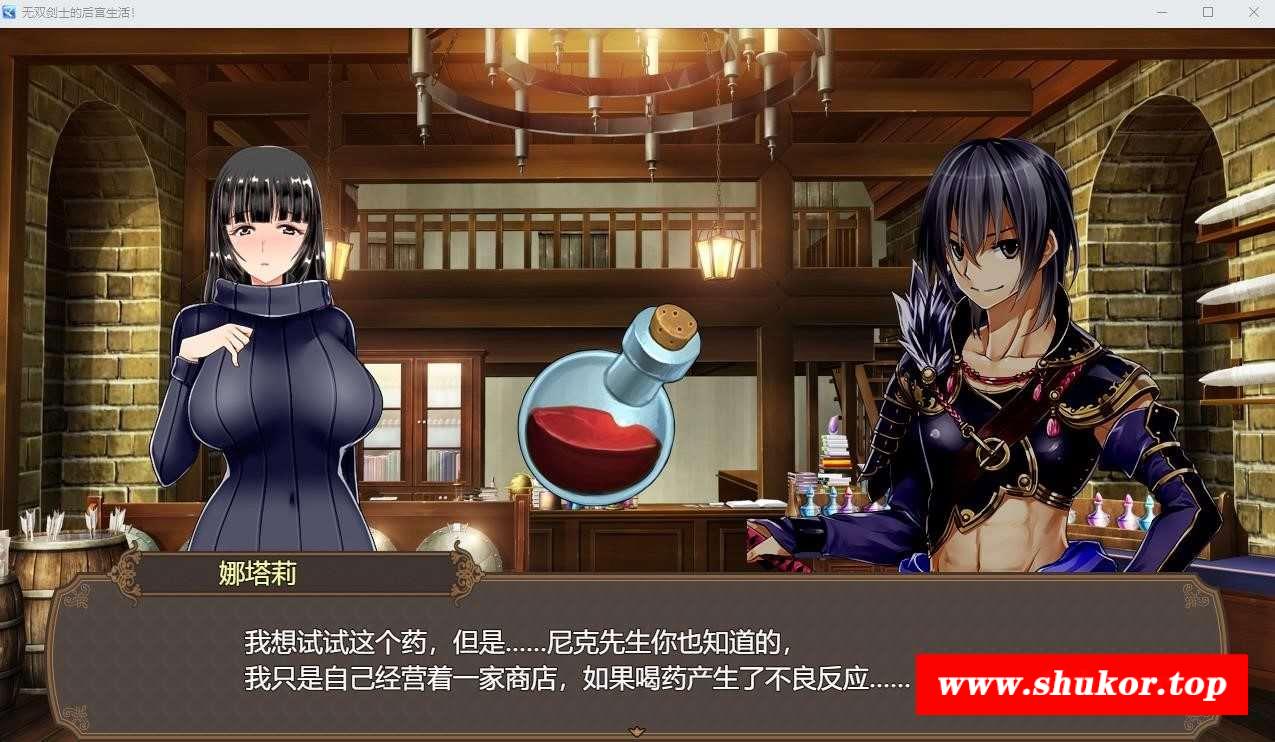 无双剑士的后宫生活!
娜塔莉
我想试试这个药，但是……尼克先生你也知道的，
我只是自己经营着一家商店，如果喝药产生了不良反应……
www.shukor.top